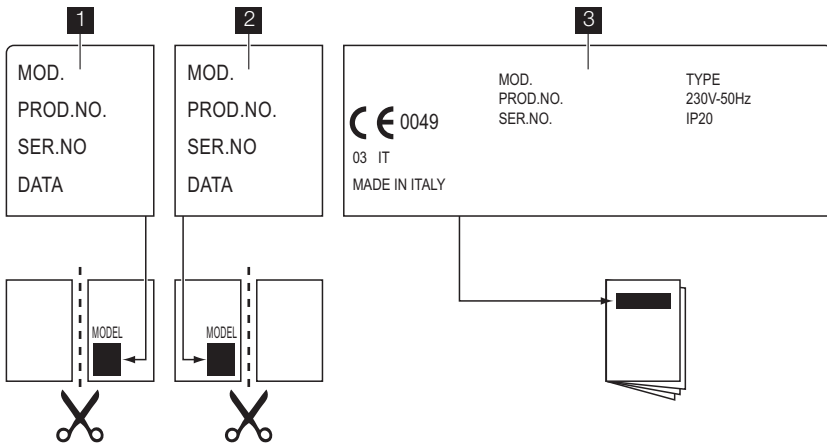 1
2
3
MOD.
PROD.NO.
SER.NO
DATA
MOD.
PROD.NO.
SER.NO
DATA
MOD. TYPE
PROD.NO. 230V-50Hz
SER.NO. IP20
CE 0049
03 IT
MADE IN ITALY
MODEL
MODEL